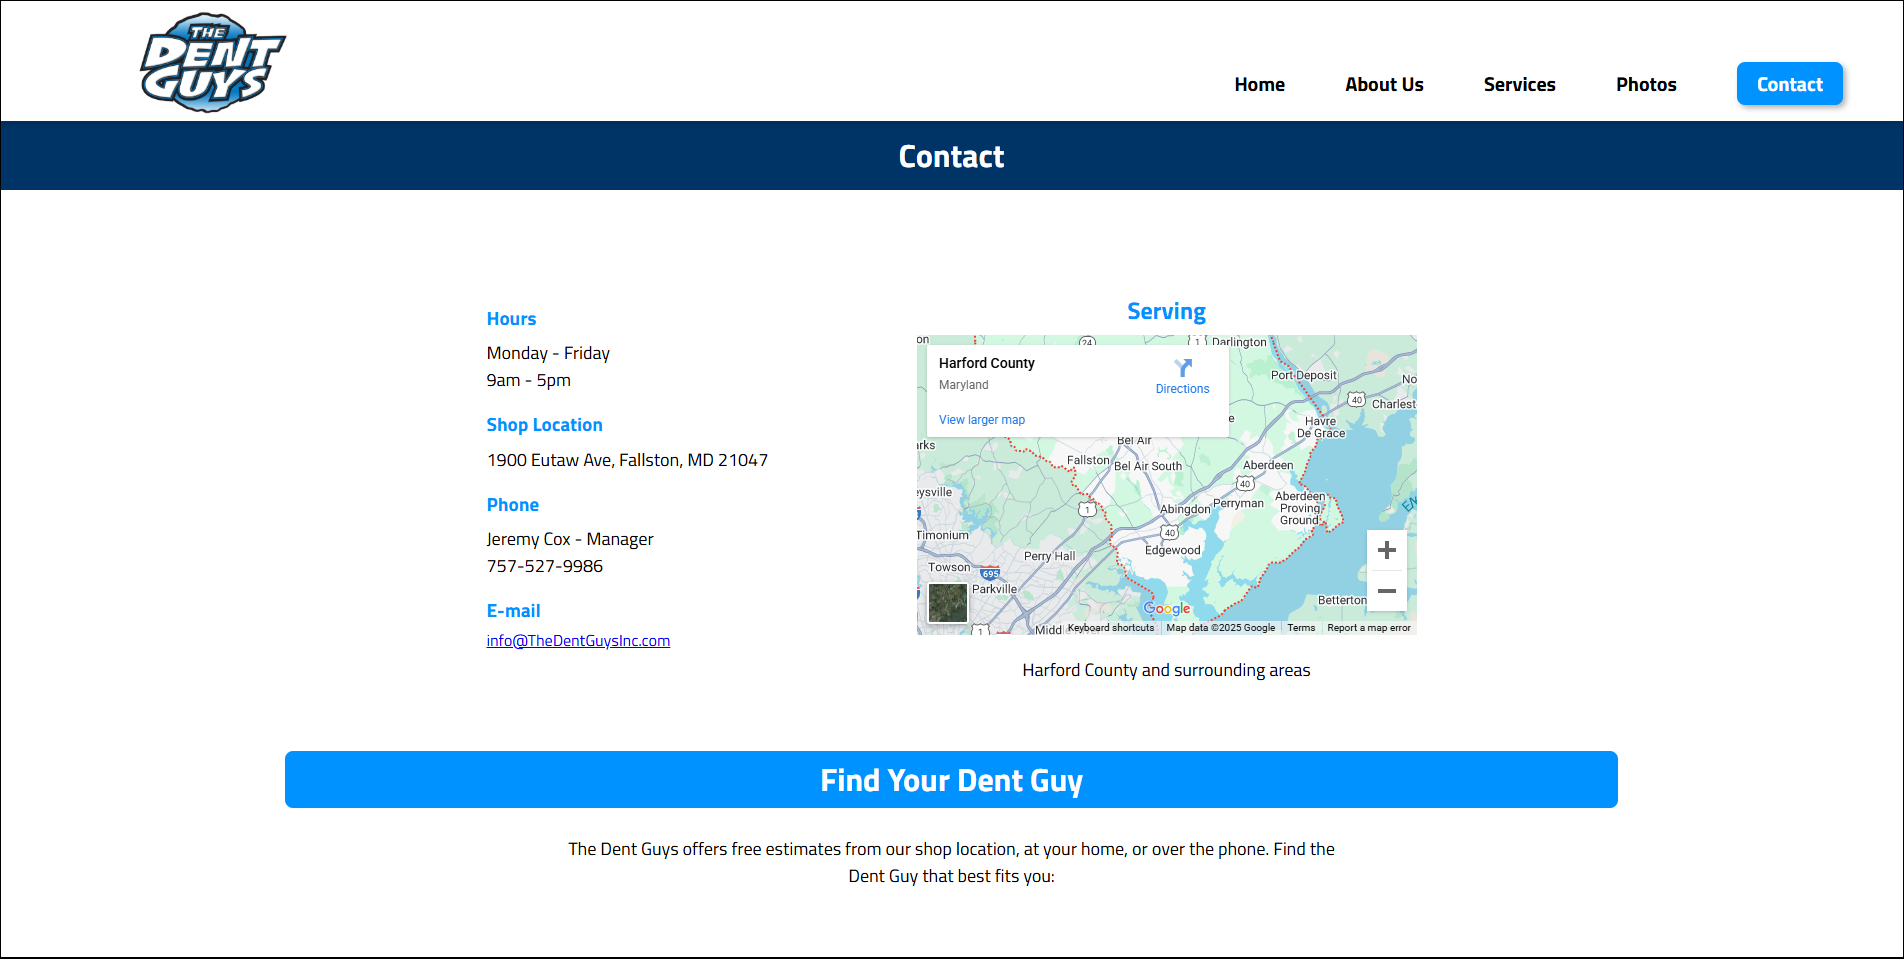 THE
DENT
GUYS
Home
About Us
Services
Photos
Contact
Contact
Hours
Monday - Friday
9am - 5pm
Shop Location
1900 Eutaw Ave, Fallston, MD 21047
Phone
Jeremy Cox - Manager
757-527-9986
E-mail
info@TheDentGuysInc.com
Serving
on
24
1
Darlington
Harford County
Maryland
Directions
View larger map
Port Deposit
No
40
Charlest
e
Havre
De Grace
Bel Air
rks
Fallston
Bel Air South
Aberdeen
40
eysville
Aberdeen
Proving
Ground
Perryman
1
Abingdon
Timonium
40
Edgewood
Perry Hall
Towson
695
Parkville
Betterton
Google
1
Keyboard shortcuts
Map data ©2025 Google
Terms
Report a map error
Harford County and surrounding areas
Find Your Dent Guy
The Dent Guys offers free estimates from our shop location, at your home, or over the phone. Find the
Dent Guy that best fits you: